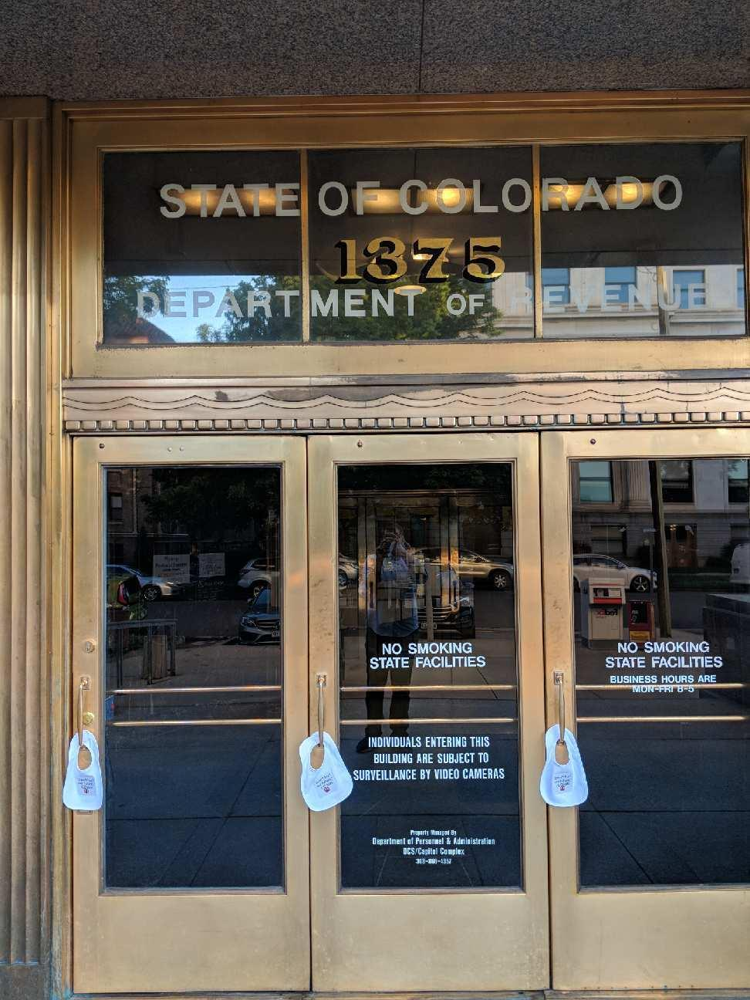 STATE OF COLORADO
1375
DEPARTMENT OF REVENUE
NO SMOKING
STATE FACILITIES
INDIVIDUALS ENTERING THIS
BUILDING ARE SUBJECT TO
SURVEILLANCE BY VIDEO CAMERAS
Property Managed By
Department of Personnel & Administration
DCS/Capitol Complex
303-866-4357
NO SMOKING
STATE FACILITIES
BUSINESS HOURS ARE
MON-FRI 8-5